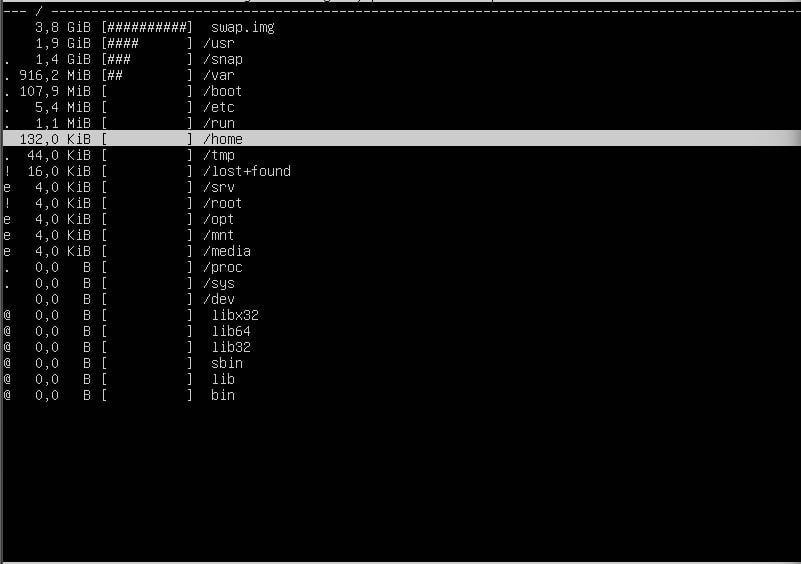 --- / ----------------------------------------------------------------------------------------------
    3,8 GiB [##########]  swap.img
    1,9 GiB [####      ] /usr
.   1,4 GiB [###       ] /snap
. 916,2 MiB [##        ] /var
. 107,9 MiB [          ] /boot
.   5,4 MiB [          ] /etc
.   1,1 MiB [          ] /run
  132,0 KiB [          ] /home
.  44,0 KiB [          ] /tmp
!  16,0 KiB [          ] /lost+found
e   4,0 KiB [          ] /srv
!   4,0 KiB [          ] /root
e   4,0 KiB [          ] /opt
e   4,0 KiB [          ] /mnt
e   4,0 KiB [          ] /media
.   0,0   B [          ] /proc
.   0,0   B [          ] /sys
    0,0   B [          ] /dev
@   0,0   B [          ]  libx32
@   0,0   B [          ]  lib64
@   0,0   B [          ]  lib32
@   0,0   B [          ]  sbin
@   0,0   B [          ]  lib
@   0,0   B [          ]  bin